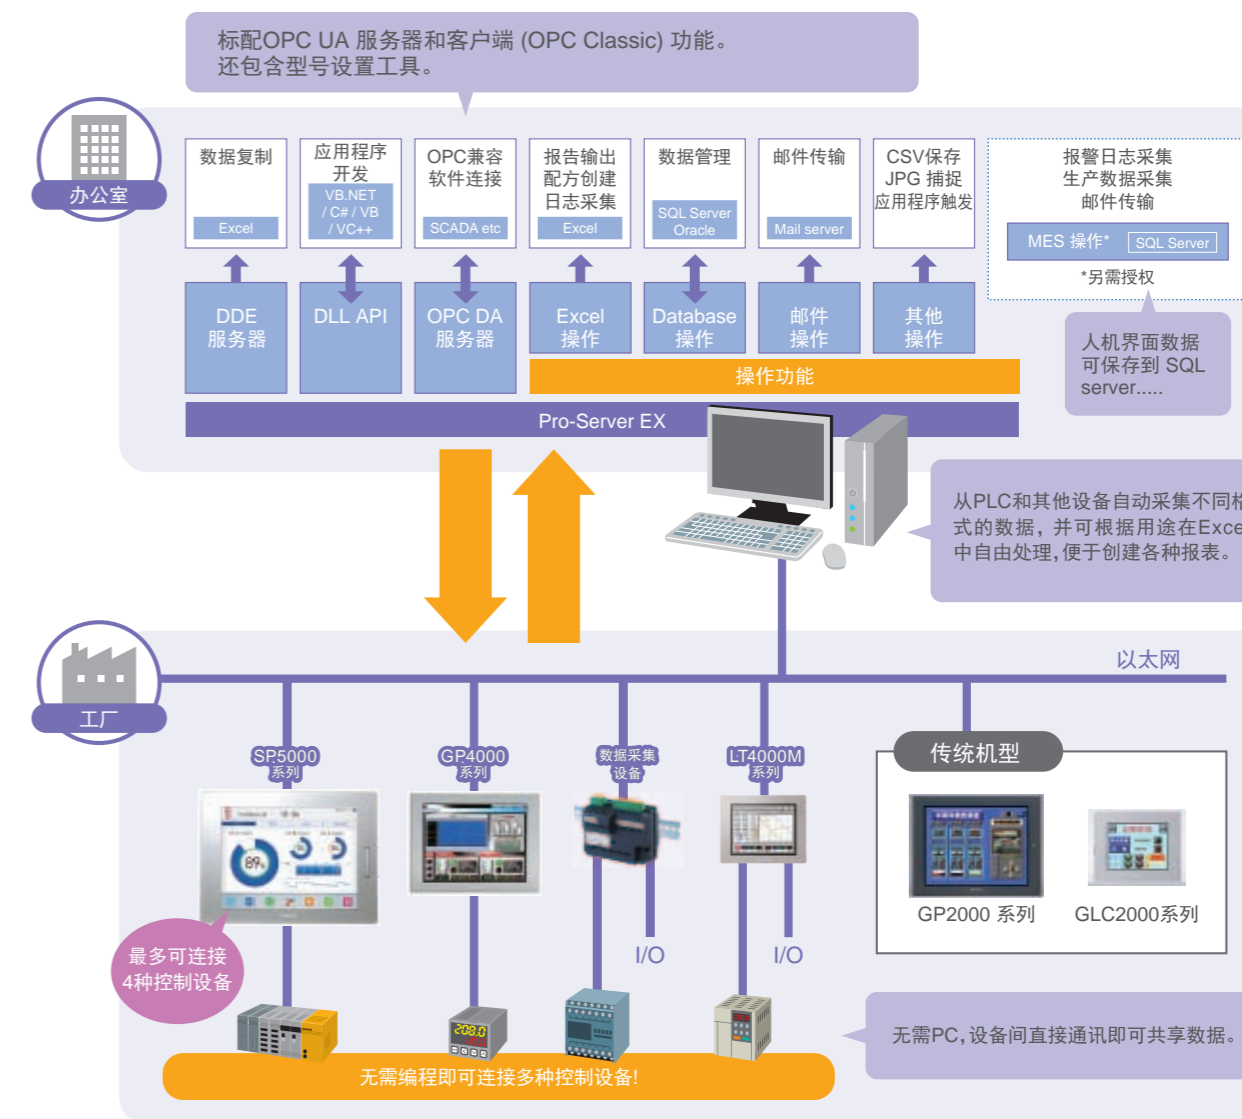 标配OPC UA 服务器和客户端 (OPC Classic) 功能。
还包含型号设置工具。
办公室
数据复制
Excel
应用程序
开发
VB.NET
/ C# / VB
/ VC++
OPC兼容
软件连接
SCADA etc
报告输出
配方创建
日志采集
Excel
数据管理
SQL Server
Oracle
邮件传输
Mail server
CSV保存
JPG 捕捉
应用程序触发
报警日志采集
生产数据采集
邮件传输
MES 操作*
SQL Server
*另需授权
DDE
服务器
DLL API
OPC DA
服务器
Excel
操作
Database
操作
邮件
操作
其他
操作
人机界面数据
可保存到 SQL
server.....
操作功能
Pro-Server EX
从PLC和其他设备自动采集不同格
式的数据, 并可根据用途在Exce
中自由处理,便于创建各种报表。
以太网
工厂
SP5000
系列
GP4000
系列
数据采集
设备
LT4000M
系列
传统机型
89%
GP2000 系列
GLC2000系列
最多可连接
4种控制设备
I/O
I/O
208.0
无需PC,设备间直接通讯即可共享数据。
无需编程即可连接多种控制设备!